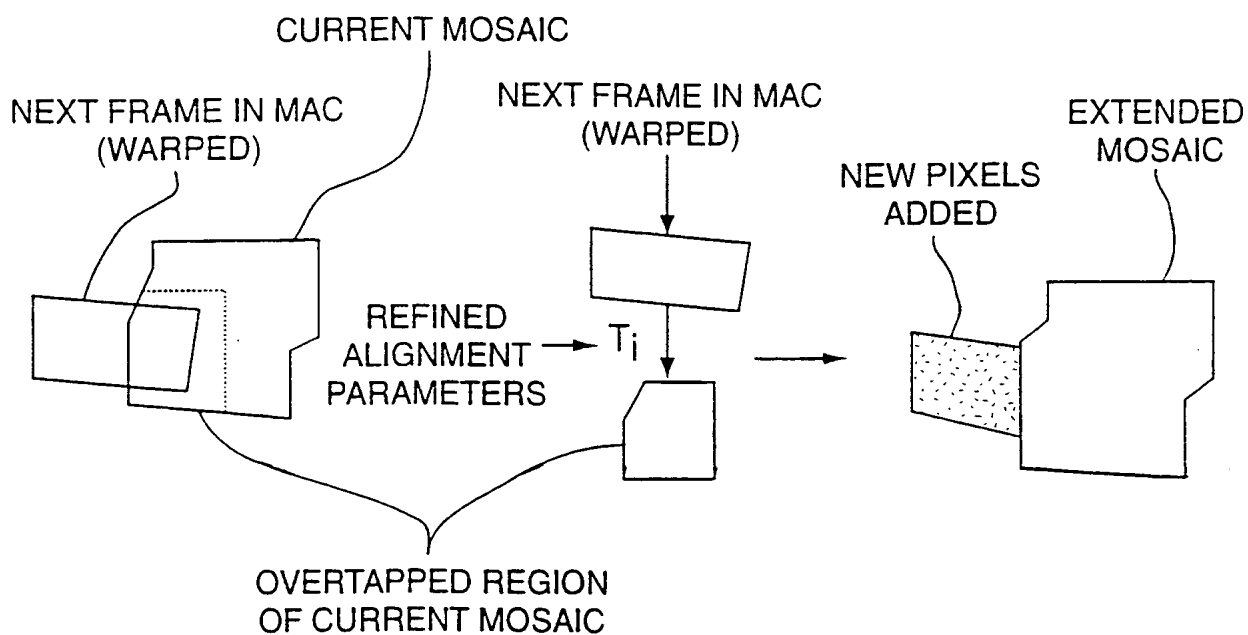 CURRENT MOSAIC
NEXT FRAME IN MAC
(WARPED)
NEXT FRAME IN MAC
(WARPED)
EXTENDED
MOSAIC
NEW PIXELS
ADDED
REFINED
ALIGNMENT
PARAMETERS
Ti
OVERTAPPED REGION
OF CURRENT MOSAIC